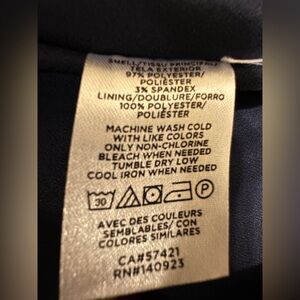 SHELL/TISSU PRINCIPAL/
TELA EXTERIOR
97% POLYESTER/
POLIÉSTER
3% SPANDEX
LINING/DOUBLURE/FORRO
100% POLYESTER/
POLIÉSTER
MACHINE WASH COLD
WITH LIKE COLORS
ONLY NON-CHLORINE
BLEACH WHEN NEEDED
TUMBLE DRY LOW
COOL IRON WHEN NEEDED
30 P
AVEC DES COULEURS
SEMBLABLES/ CON
COLORES SIMILARES
CA#57421
RN#140923